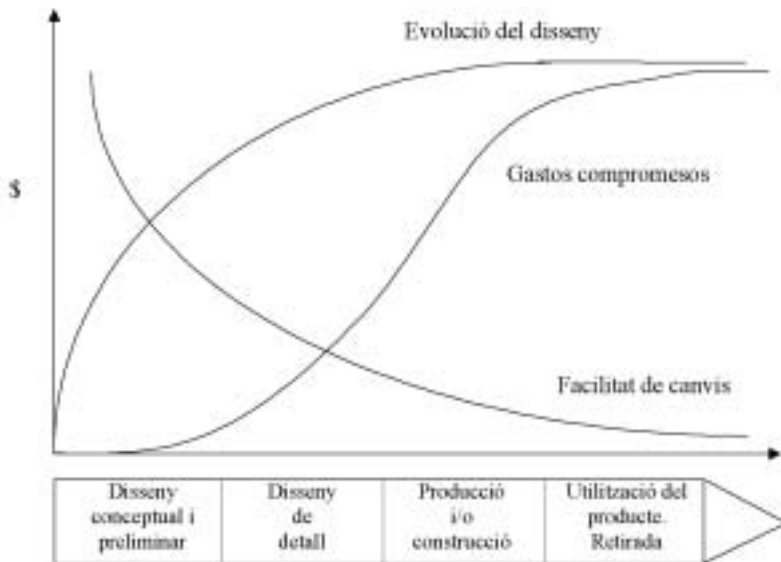 Evolució del disseny
$
Gastos compromesos
Facilitat de canvis
Disseny
conceptual i
preliminar
Disseny
de
detall
Producció
i/o
construcció
Utilització del
producte.
Retirada